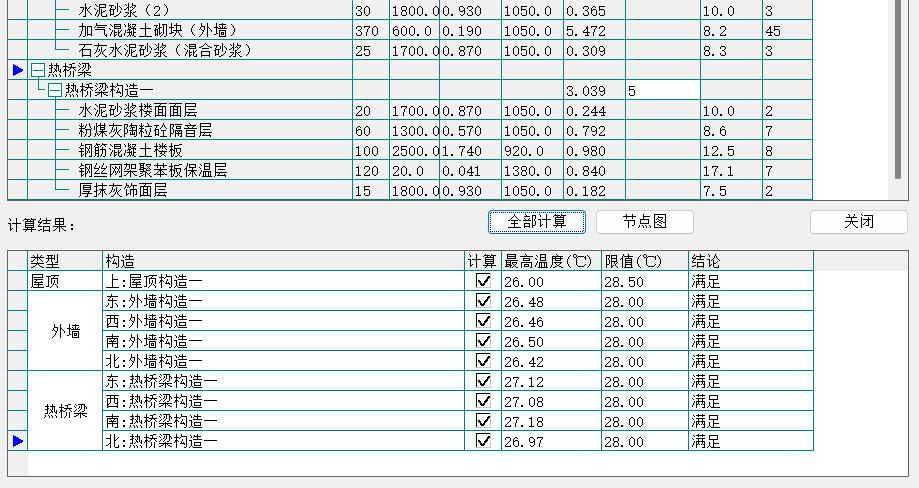 水泥砂浆（2） 30 1800.0 0.930 1050.0 0.365 10.0 3
加气混凝土砌块（外墙） 370 600.0 0.190 1050.0 5.472 8.2 45
石灰水泥砂浆（混合砂浆） 25 1700.0 0.870 1050.0 0.309 8.3 3
热桥梁
热桥梁构造一 3.039 5
水泥砂浆楼面面层 20 1700.0 0.870 1050.0 0.244 10.0 2
粉煤灰陶粒砼隔音层 60 1300.0 0.570 1050.0 0.792 8.6 7
钢筋混凝土楼板 100 2500.0 1.740 920.0 0.980 12.5 8
钢丝网架聚苯板保温层 120 20.0 0.041 1380.0 0.840 17.1 7
厚抹灰饰面层 15 1800.0 0.930 1050.0 0.182 7.5 2
计算结果： 全部计算 节点图 关闭
类型 构造 计算 最高温度(℃) 限值(℃) 结论
屋顶 上:屋顶构造一 26.00 28.50 满足
东:外墙构造一 26.48 28.00 满足
外墙
西:外墙构造一 26.46 28.00 满足
南:外墙构造一 26.50 28.00 满足
北:外墙构造一 26.42 28.00 满足
东:热桥梁构造一 27.12 28.00 满足
热桥梁
西:热桥梁构造一 27.08 28.00 满足
南:热桥梁构造一 27.18 28.00 满足
北:热桥梁构造一 26.97 28.00 满足